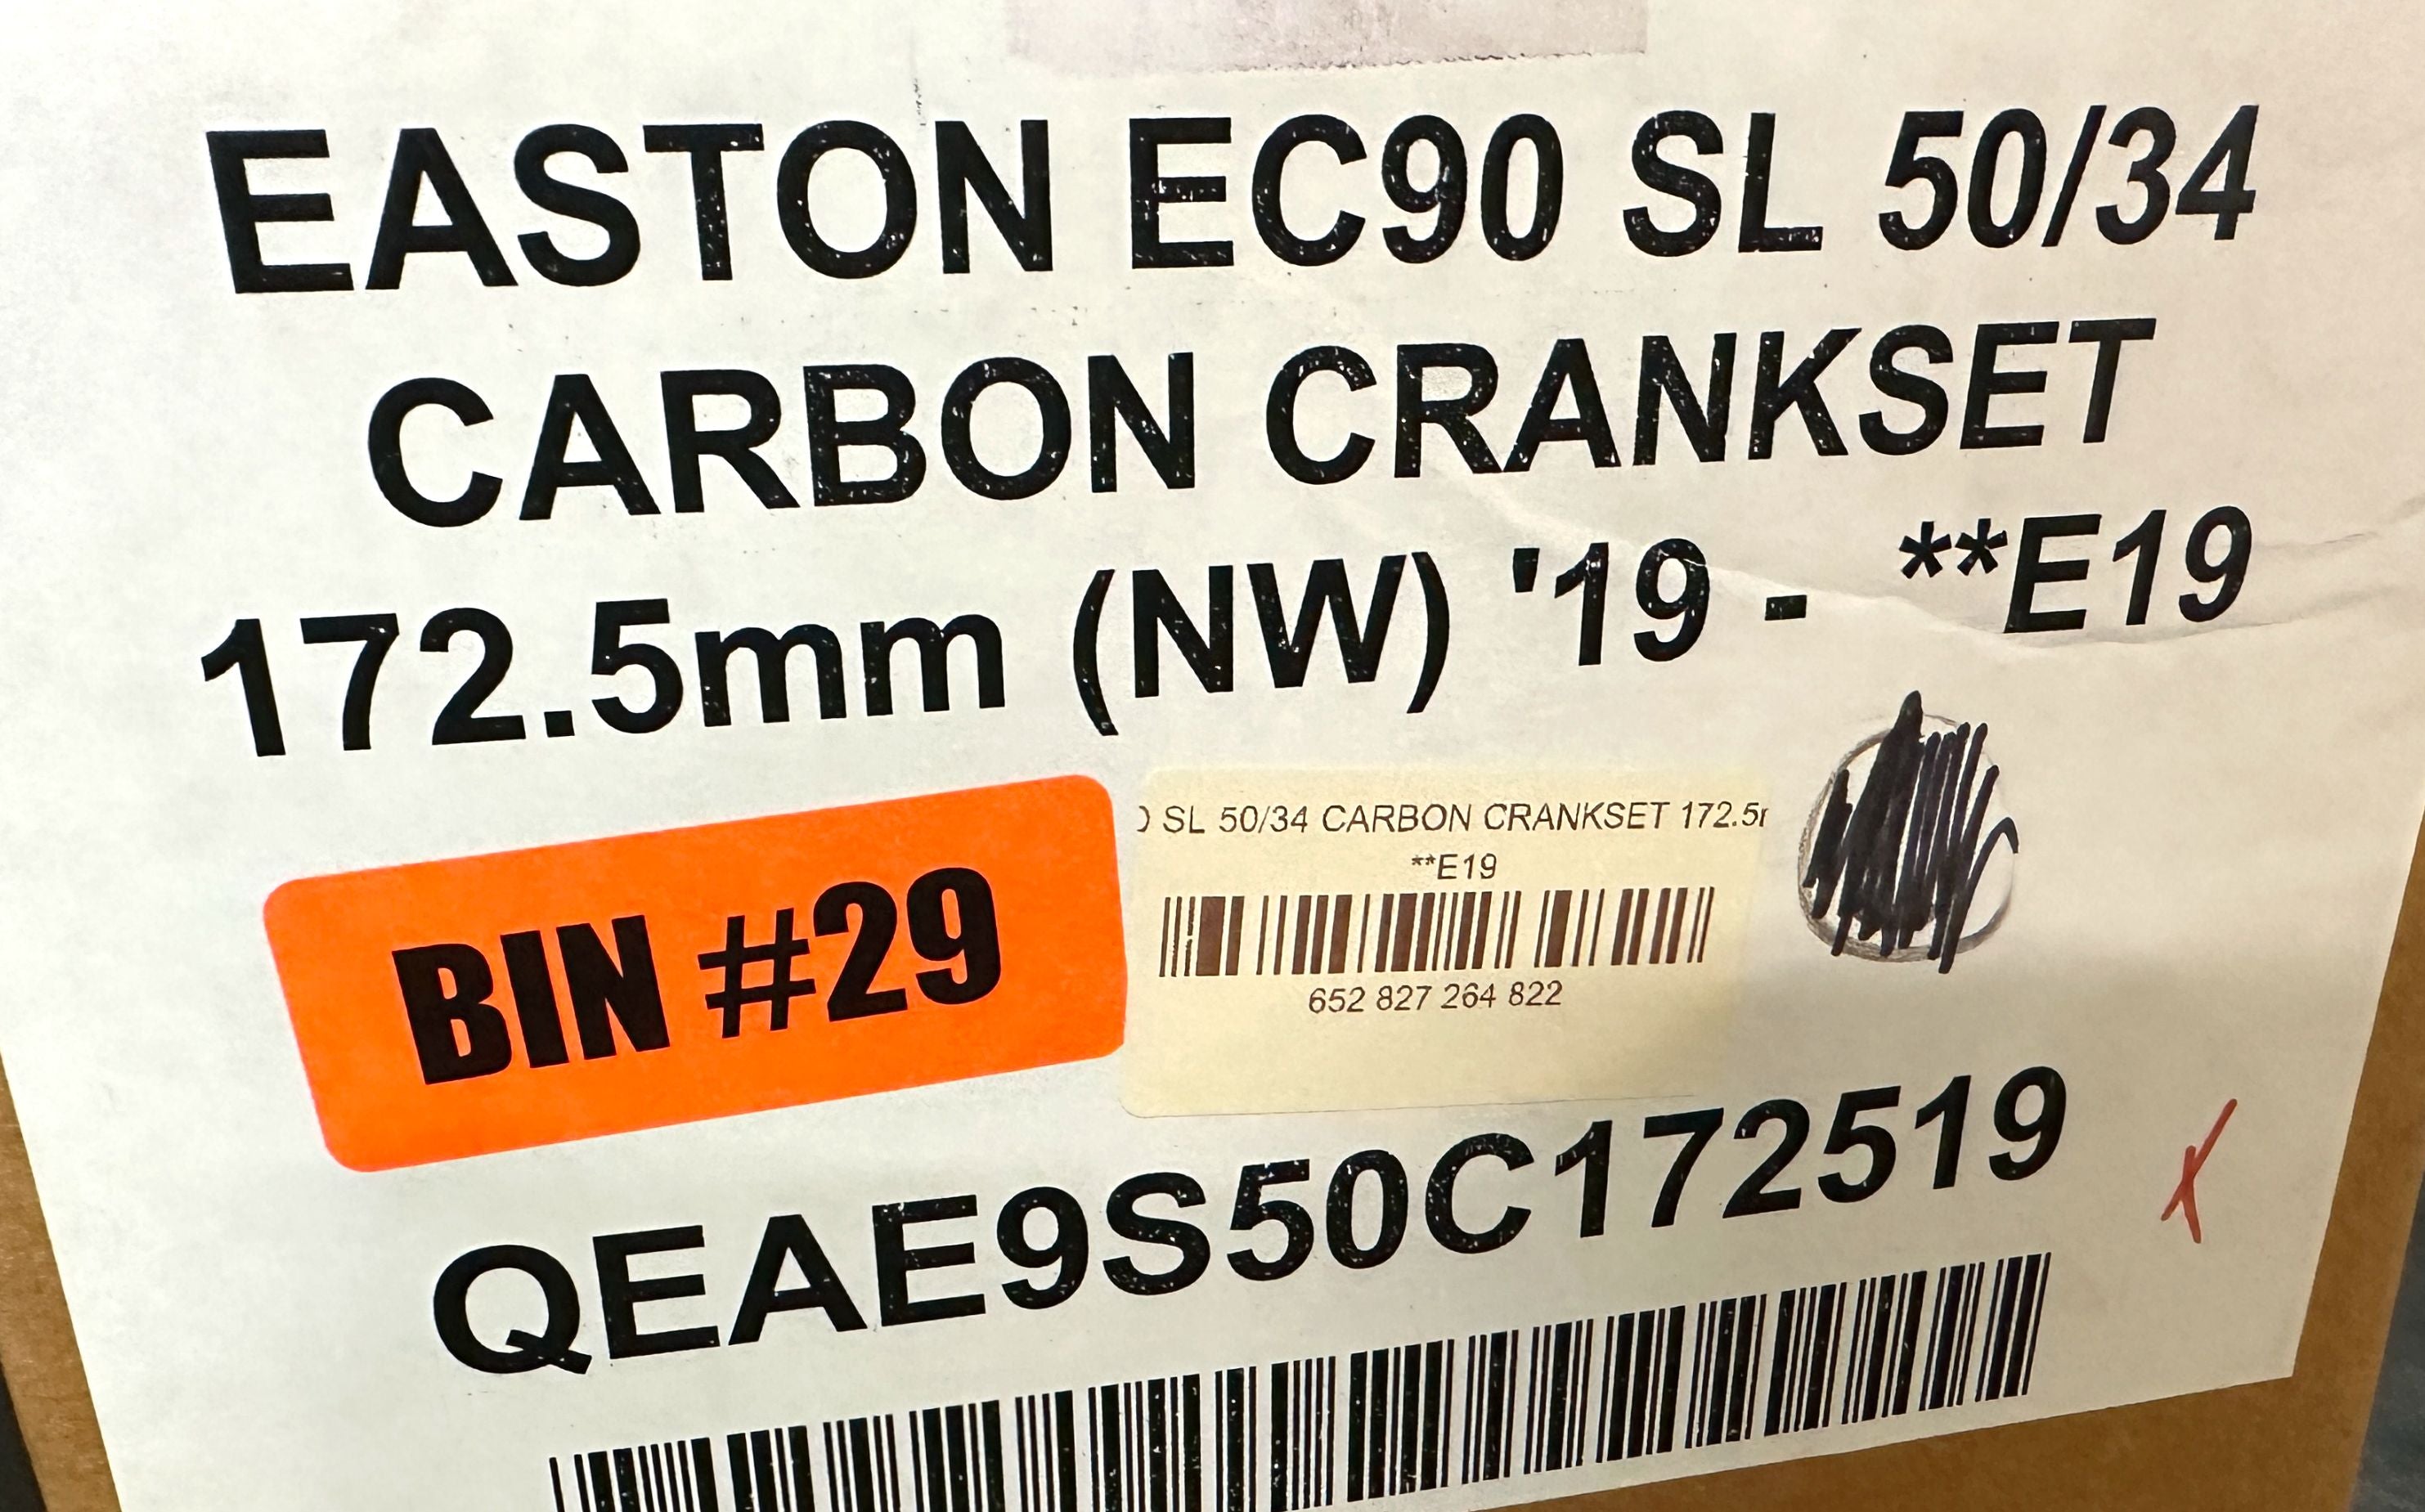 EASTON EC90 SL 50/34
CARBON CRANKSET
172.5mm (NW) '19 - **E19
BIN #29
SL 50/34 CARBON CRANKSET 172.5
**E19
652 827 264 822
QEAE9S50C172519